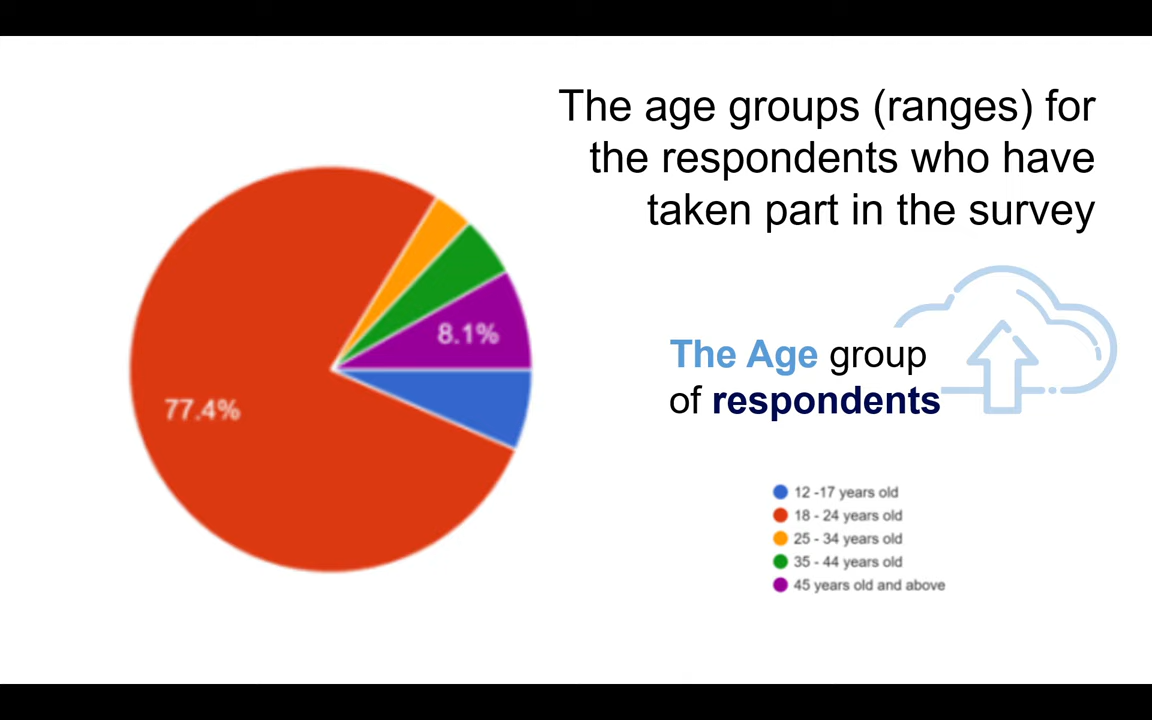 The age groups (ranges) for
the respondents who have
taken part in the survey
8.1%
77.4%
The Age group
of respondents
12 -17 years old
18 - 24 years old
25 - 34 years old
35 - 44 years old
45 years old and above